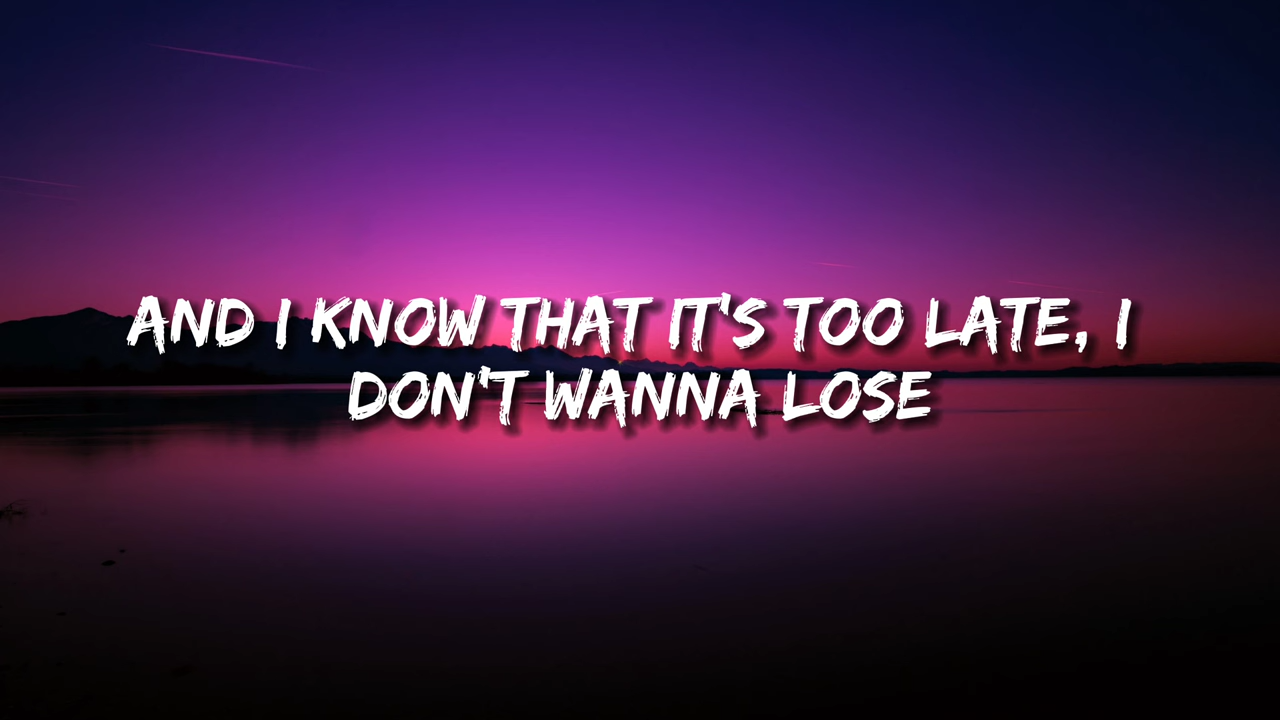 AND I KNOW THAT IT'S TOO LATE, I
DON'T WANNA LOSE